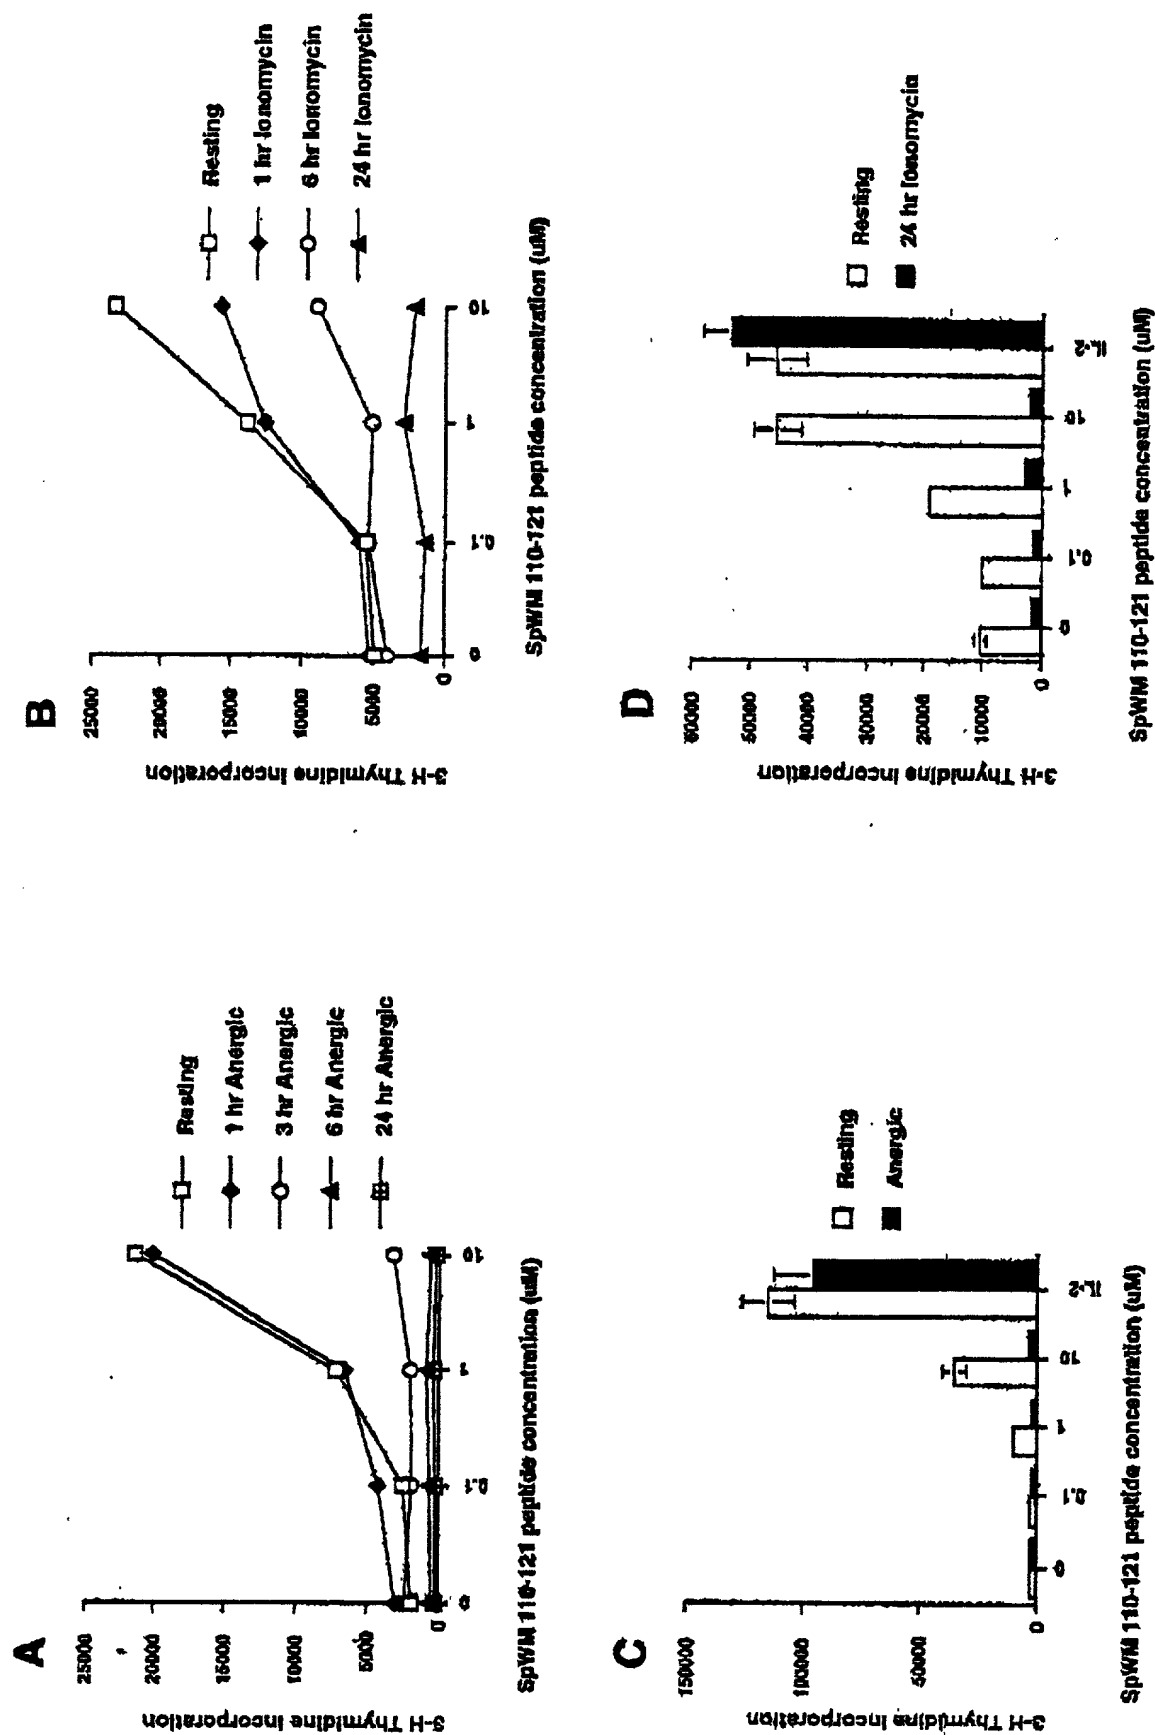 A
3-H Thymidine incorporation
25000
20000
15000
10000
5000
0
0
0.1
1
10
SpWM 110-121 peptide concentration (uM)
Resting
1 hr Anergic
3 hr Anergic
6 hr Anergic
24 hr Anergic
B
3-H Thymidine incorporation
25000
20000
15000
10000
5000
0
0
0.1
1
10
SpWM 110-121 peptide concentration (uM)
Resting
1 hr Ionomycin
6 hr Ionomycin
24 hr Ionomycin
C
3-H Thymidine incorporation
150000
100000
50000
0
0
0.1
1
10
IL-2
SpWM 110-121 peptide concentration (uM)
Resting
Anergic
D
3-H Thymidine incorporation
60000
50000
40000
30000
20000
10000
0
0
0.1
1
10
IL-2
SpWM 110-121 peptide concentration (uM)
Resting
24 hr Ionomycin